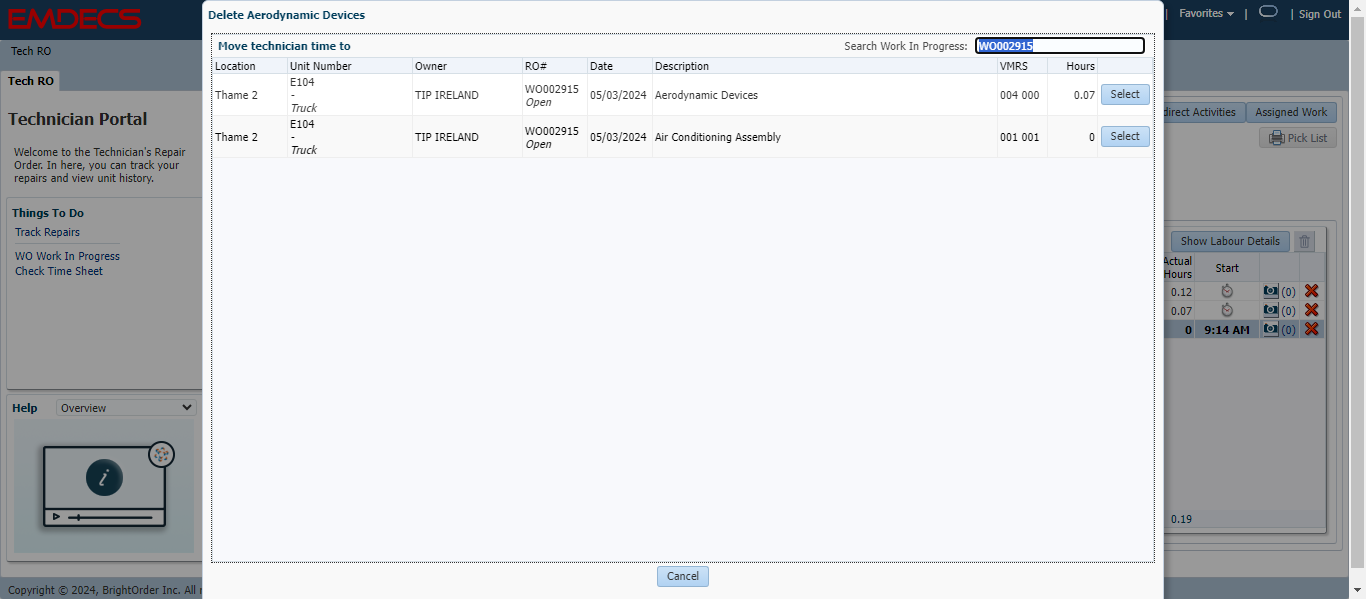 EMDECS
Delete Aerodynamic Devices
| Favorites | | Sign Out
Tech RO
Tech RO
Move technician time to
Search Work In Progress: WO002915
Location Unit Number Owner RO# Date Description VMRS Hours
E104
Thame 2 - TIP IRELAND WO002915 05/03/2024 Aerodynamic Devices 004 000 0.07 Select
Truck Open
E104
Thame 2 - TIP IRELAND WO002915 05/03/2024 Air Conditioning Assembly 001 001 0 Select
Truck Open
Cancel
Technician Portal
Welcome to the Technician's Repair
Order. In here, you can track your
repairs and view unit history.
Things To Do
Track Repairs
WO Work In Progress
Check Time Sheet
Help Overview
i
direct Activities Assigned Work
Pick List
Show Labour Details
Actual
Hours Start
0.12 (0)
0.07 (0)
0 9:14 AM (0)
0.19
Copyright © 2024, BrightOrder Inc. All r